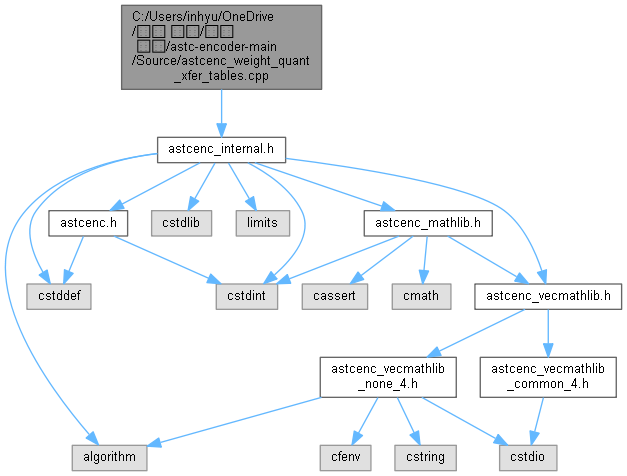 C:/Users/inhyu/OneDrive
/astc-encoder-main
/Source/astcenc_weight_quant
_xfer_tables.cpp
astcenc_internal.h
astcenc.h
cstdlib
limits
astcenc_mathlib.h
cstddef
cstdint
cassert
cmath
astcenc_vecmathlib.h
astcenc_vecmathlib
_none_4.h
astcenc_vecmathlib
_common_4.h
algorithm
cfenv
cstring
cstdio